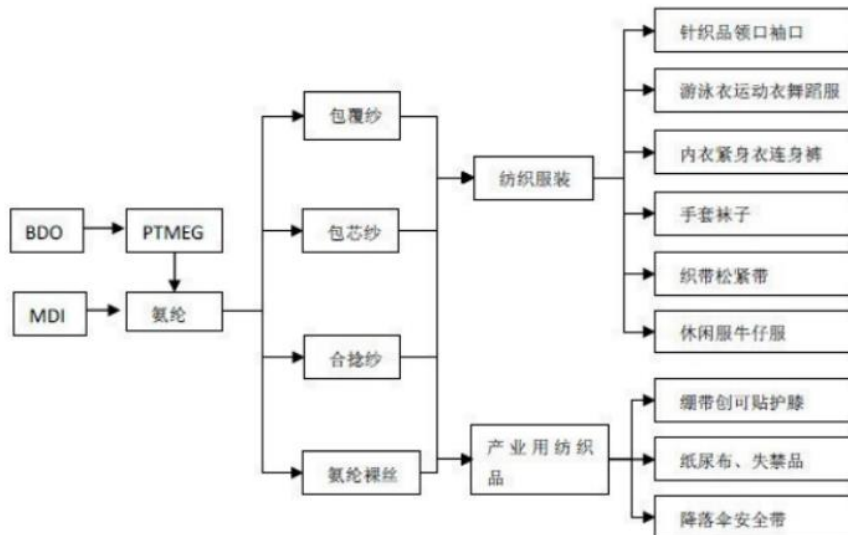 BDO
PTMEG
MDI
氨纶
包覆纱
包芯纱
合捻纱
氨纶裸丝
纺织服装
产业用纺织
品
针织品领口袖口
游泳衣运动衣舞蹈服
内衣紧身衣连身裤
手套袜子
织带松紧带
休闲服牛仔服
绷带创可贴护膝
纸尿布、失禁品
降落伞安全带